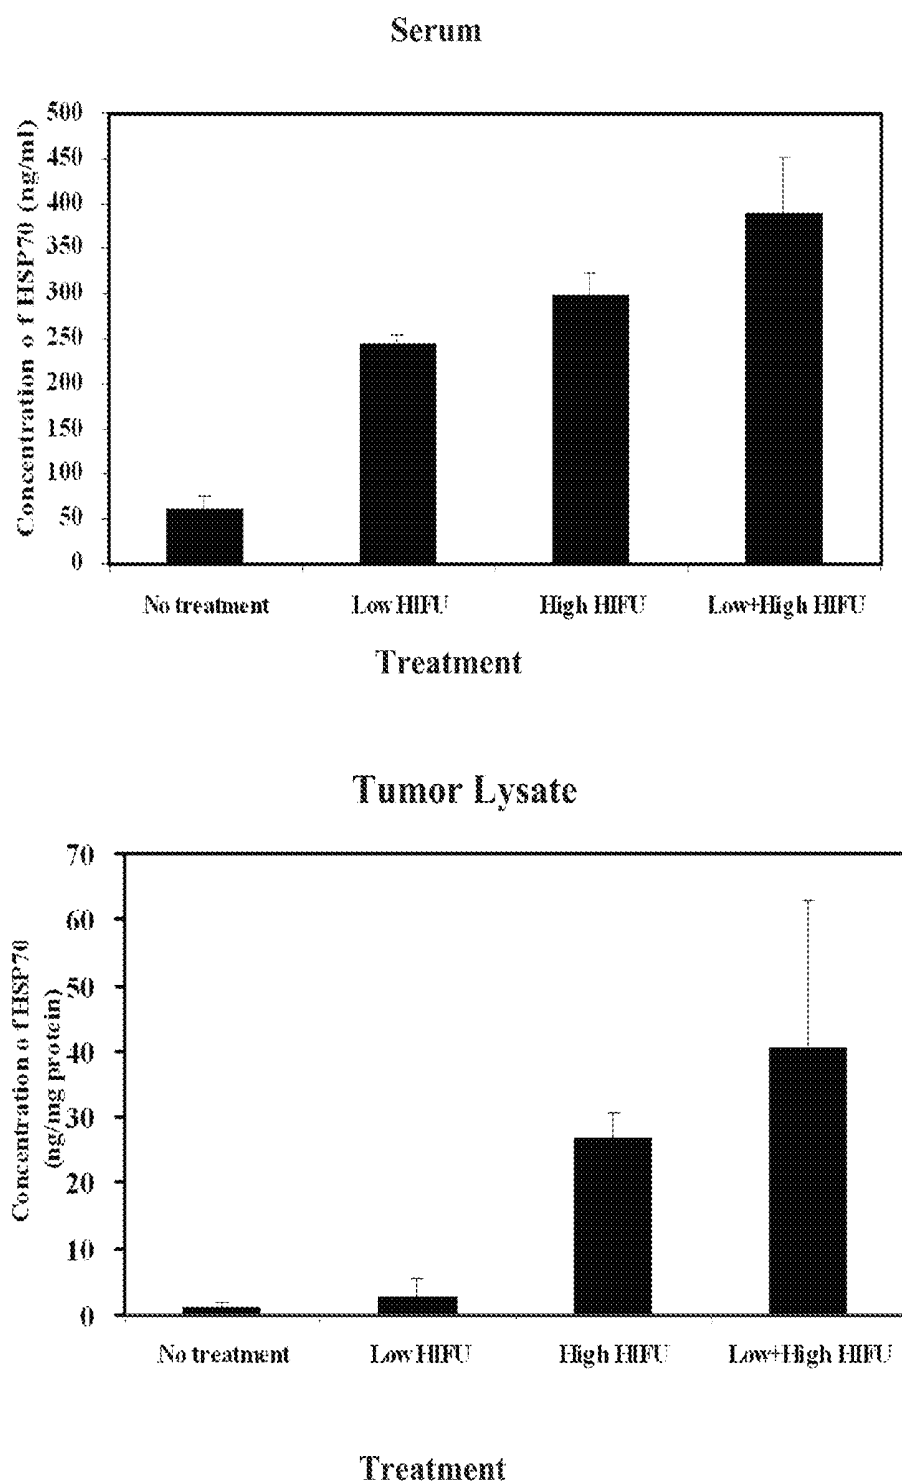 Serum
Concentration o f HSP70 (ng/ml)
500
450
400
350
300
250
200
150
100
50
0
No treatment
Low HIFU
High HIFU
Low+High HIFU
Treatment
Tumor Lysate
Concentration o f HSP70
(ng/mg protein)
70
60
50
40
30
20
10
0
No treatment
Low HIFU
High HIFU
Low+High HIFU
Treatment